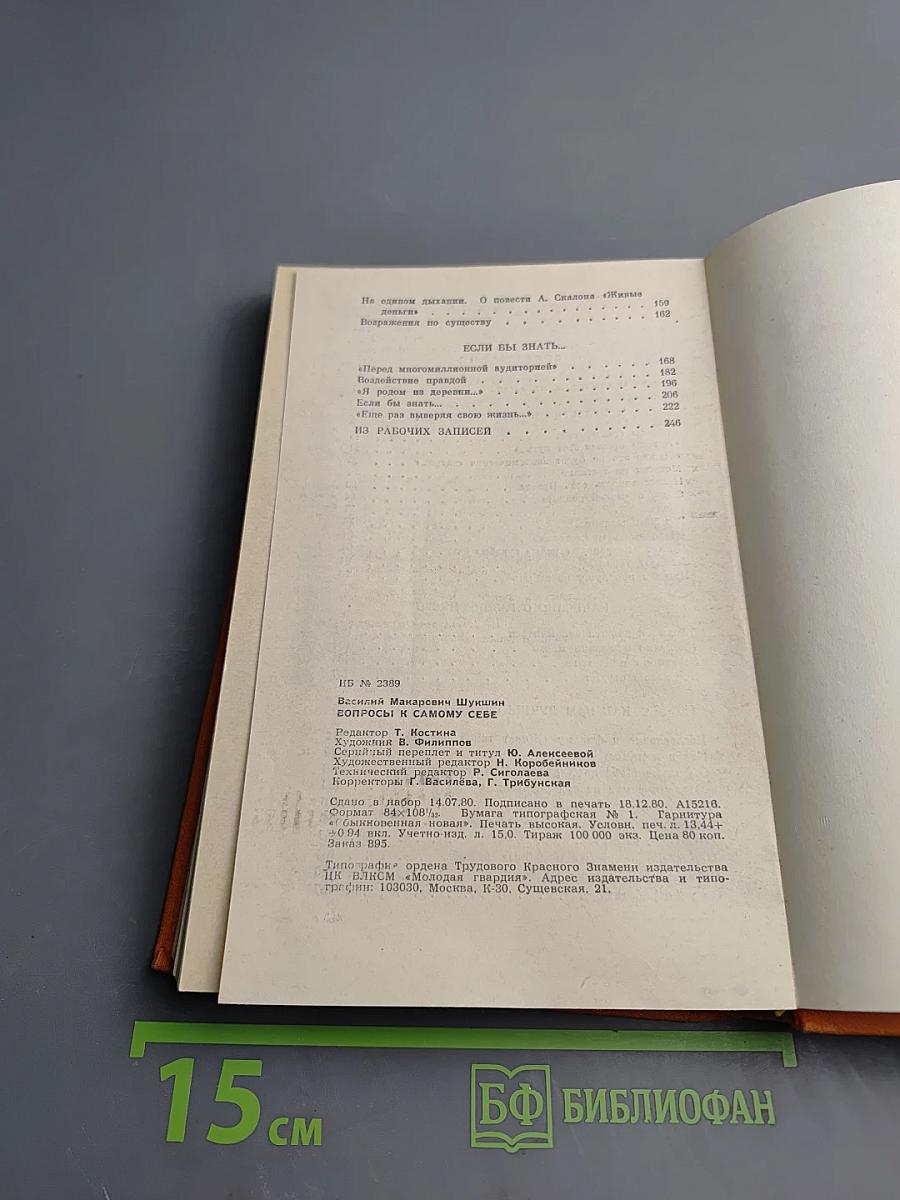 На едином дыхании. О повести А. Скалона «Живые
деньги» . . . . . . . . . . . . . . . 159
Возражения по существу . . . . . . . . . . 162
ЕСЛИ БЫ ЗНАТЬ...
«Перед многомиллионной аудиторией» . . . . . . 168
Воздействие правдой . . . . . . . . . . . 182
«Я родом из деревни...» . . . . . . . . . . 196
Если бы знать... . . . . . . . . . . . . 206
«Еще раз выверяя свою жизнь...» . . . . . . . 222
ИЗ РАБОЧИХ ЗАПИСЕЙ . . . . . . . . . . 246
ИБ № 2389
Василий Макарович Шукшин
ВОПРОСЫ К САМОМУ СЕБЕ
Редактор Т. Костина
Художник В. Филиппов
Серийный переплет и титул Ю. Алексеевой
Художественный редактор Н. Коробейников
Технический редактор Р. Сиголаева
Корректоры Г. Василёва, Г. Трибунская
Сдано в набор 14.07.80. Подписано в печать 18.12.80. А15216.
Формат 84×108¹/₃₂. Бумага типографская № 1. Гарнитура
«Обыкновенная новая». Печать высокая. Условн. печ. л. 13,44+
+0,94 вкл. Учетно-изд. л. 15,0. Тираж 100 000 экз. Цена 80 коп.
Заказ 895.
Типография ордена Трудового Красного Знамени издательства
ЦК ВЛКСМ «Молодая гвардия». Адрес издательства и типо-
графии: 103030, Москва, К-30, Сущевская, 21.
15 см
БФ БИБЛИОФАН